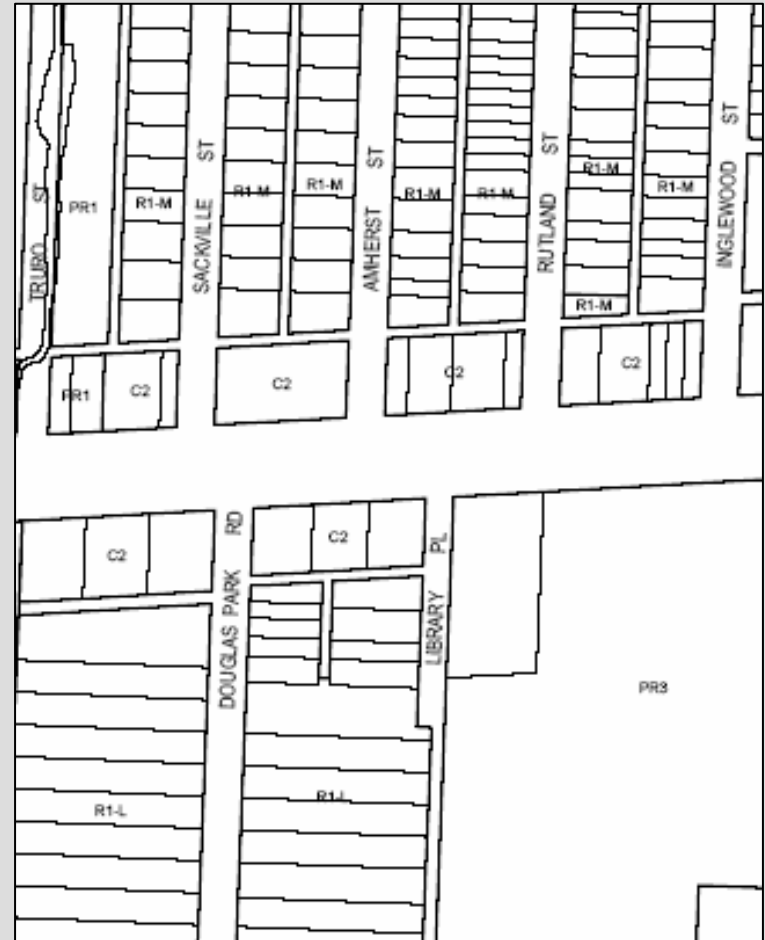 TRURO ST
PR1
R1-M
SACKVILLE ST
R1-M
R1-M
AMHERST ST
R1-M
R1-M
RUTLAND ST
R1-M
R1-M
R1-M
INGLEWOOD ST
PR1
C2
C2
C2
C2
C2
DOUGLAS PARK RD
C2
LIBRARY PL
PR3
R1-L
R1-L